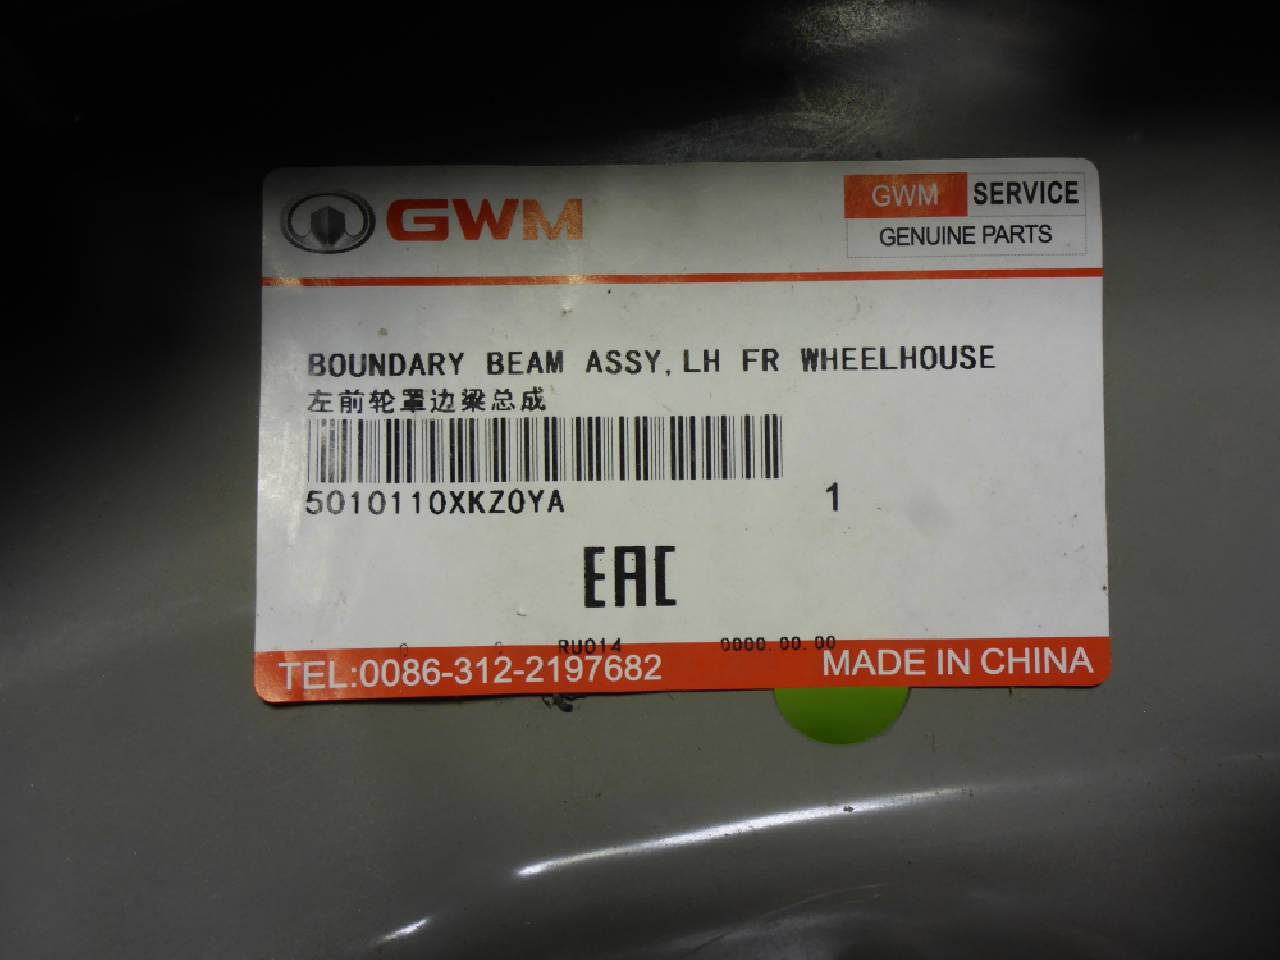 GWM
GWM SERVICE
GENUINE PARTS
BOUNDARY BEAM ASSY, LH FR WHEELHOUSE
左前轮罩边梁总成
5010110XKZ0YA 1
EAC
RU014 0000.00.00
TEL:0086-312-2197682 MADE IN CHINA